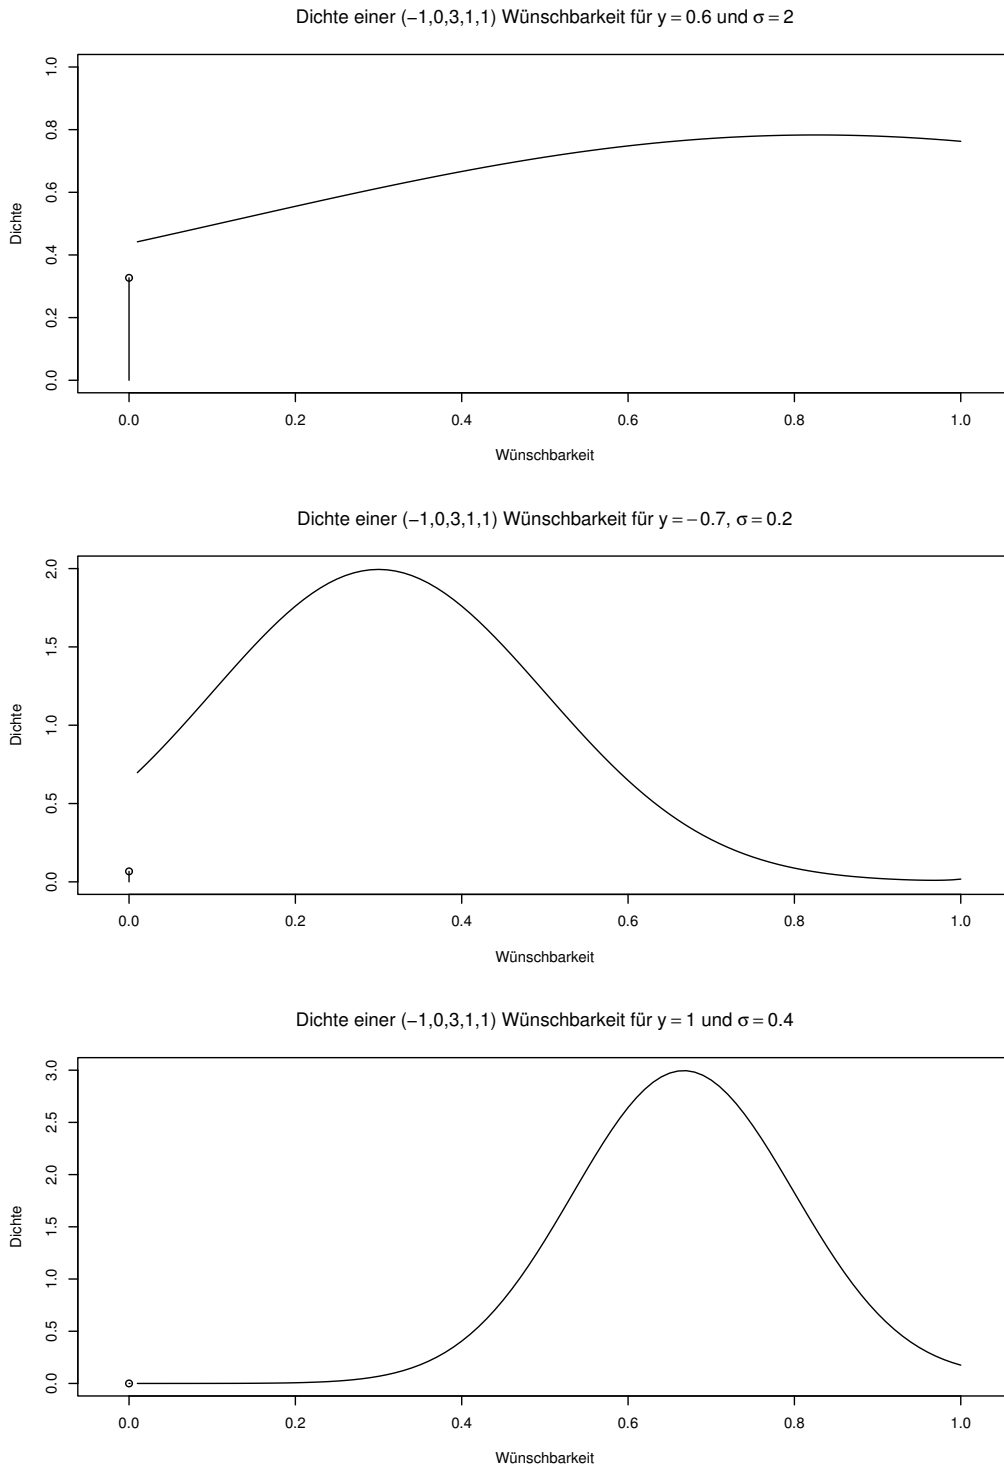 Dichte einer (−1,0,3,1,1) Wünschbarkeit für y = 0.6 und σ = 2
1.0
0.8
0.6
0.4
0.2
0.0
Dichte
0.0 0.2 0.4 0.6 0.8 1.0
Wünschbarkeit
Dichte einer (−1,0,3,1,1) Wünschbarkeit für y = −0.7, σ = 0.2
2.0
1.5
1.0
0.5
0.0
Dichte
0.0 0.2 0.4 0.6 0.8 1.0
Wünschbarkeit
Dichte einer (−1,0,3,1,1) Wünschbarkeit für y = 1 und σ = 0.4
3.0
2.5
2.0
1.5
1.0
0.5
0.0
Dichte
0.0 0.2 0.4 0.6 0.8 1.0
Wünschbarkeit